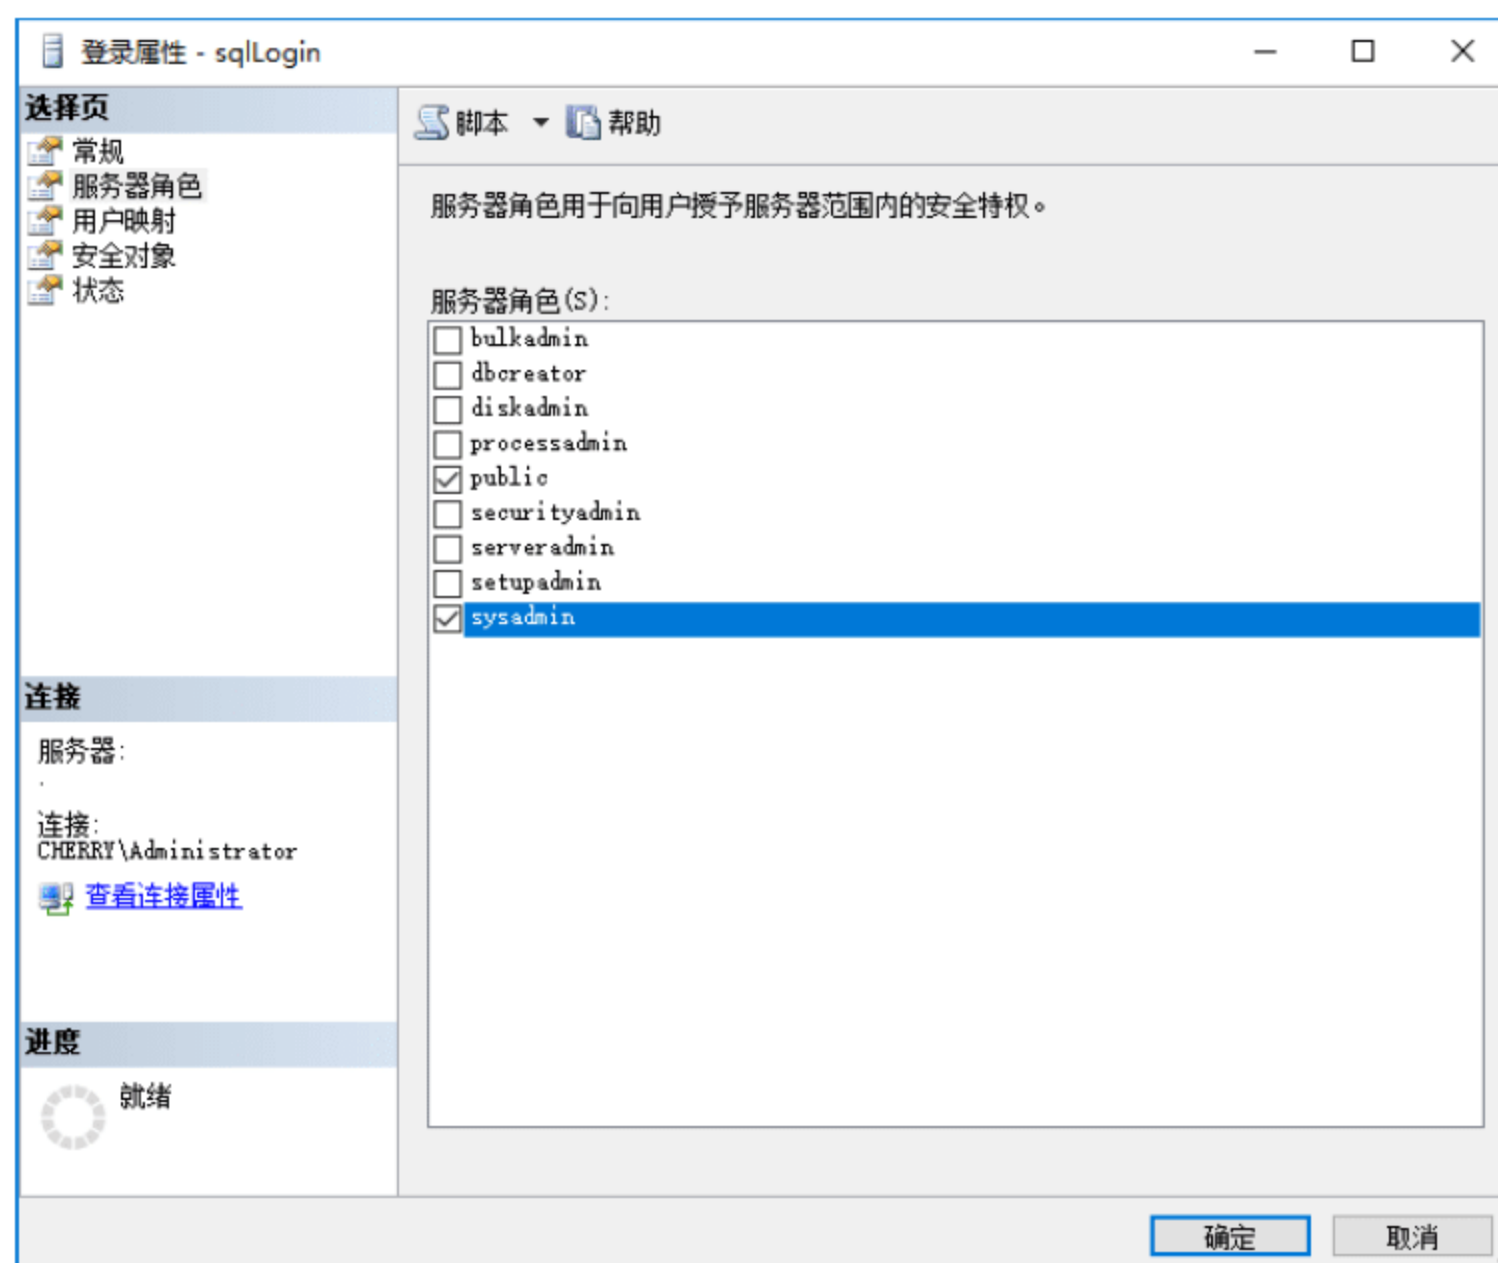 登录属性 - sqlLogin
选择页
常规
服务器角色
用户映射
安全对象
状态
脚本
帮助
服务器角色用于向用户授予服务器范围内的安全特权。
服务器角色(S):
bulkadmin
dbcreator
diskadmin
processadmin
public
securityadmin
serveradmin
setupadmin
sysadmin
连接
服务器:
.
连接:
CHERRY\Administrator
查看连接属性
进度
就绪
确定
取消